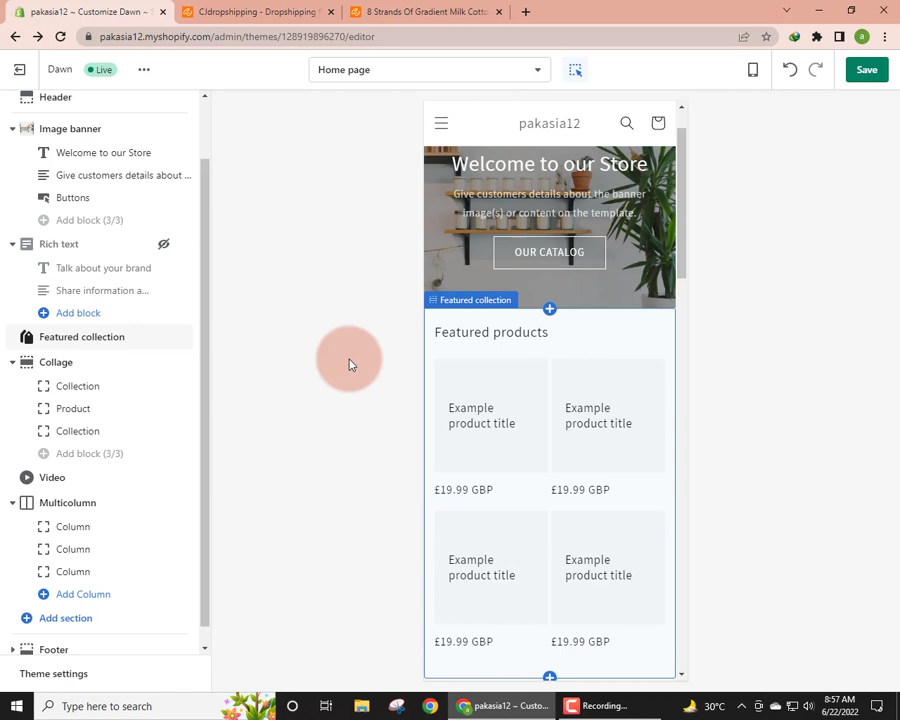 pakasia12 ~ Customize Dawn ~ S
CJdropshipping - Dropshipping f
8 Strands Of Gradient Milk Cotto
pakasia12.myshopify.com/admin/themes/128919896270/editor
a
Dawn
Live
Home page
Save
Header
Image banner
Welcome to our Store
Give customers details about ...
Buttons
Add block (3/3)
Rich text
Talk about your brand
Share information a...
Add block
Featured collection
Collage
Collection
Product
Collection
Add block (3/3)
Video
Multicolumn
Column
Column
Column
Add Column
Add section
Footer
Theme settings
pakasia12
Welcome to our Store
Give customers details about the banner
image(s) or content on the template.
OUR CATALOG
Featured collection
Featured products
Example
product title
Example
product title
£19.99 GBP
£19.99 GBP
Example
product title
Example
product title
£19.99 GBP
£19.99 GBP
Type here to search
pakasia12 ~ Custo...
Recording...
30°C
8:57 AM
6/22/2022